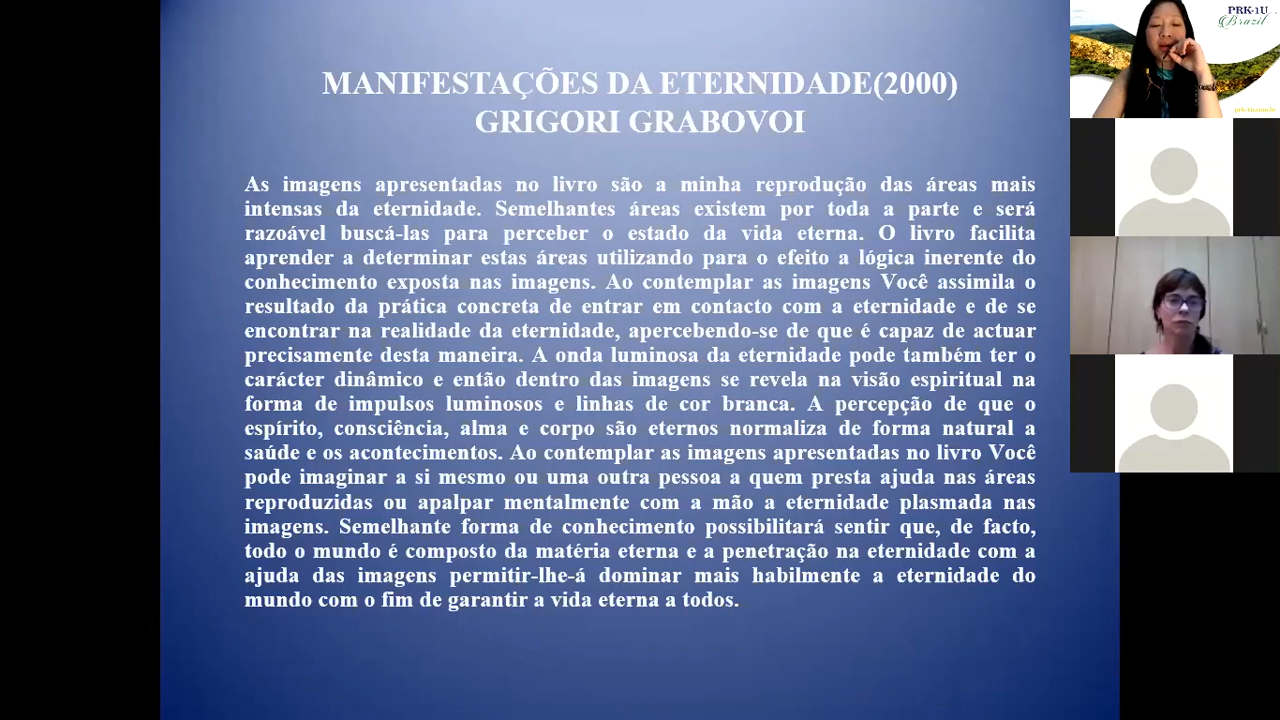 MANIFESTAÇÕES DA ETERNIDADE(2000)
GRIGORI GRABOVOI
As imagens apresentadas no livro são a minha reprodução das áreas mais
intensas da eternidade. Semelhantes áreas existem por toda a parte e será
razoável buscá-las para perceber o estado da vida eterna. O livro facilita
aprender a determinar estas áreas utilizando para o efeito a lógica inerente do
conhecimento exposta nas imagens. Ao contemplar as imagens Você assimila o
resultado da prática concreta de entrar em contacto com a eternidade e de se
encontrar na realidade da eternidade, apercebendo-se de que é capaz de actuar
precisamente desta maneira. A onda luminosa da eternidade pode também ter o
carácter dinâmico e então dentro das imagens se revela na visão espiritual na
forma de impulsos luminosos e linhas de cor branca. A percepção de que o
espírito, consciência, alma e corpo são eternos normaliza de forma natural a
saúde e os acontecimentos. Ao contemplar as imagens apresentadas no livro Você
pode imaginar a si mesmo ou uma outra pessoa a quem presta ajuda nas áreas
reproduzidas ou apalpar mentalmente com a mão a eternidade plasmada nas
imagens. Semelhante forma de conhecimento possibilitará sentir que, de facto,
todo o mundo é composto da matéria eterna e a penetração na eternidade com a
ajuda das imagens permitir-lhe-á dominar mais habilmente a eternidade do
mundo com o fim de garantir a vida eterna a todos.
PRK-1U
Brazil